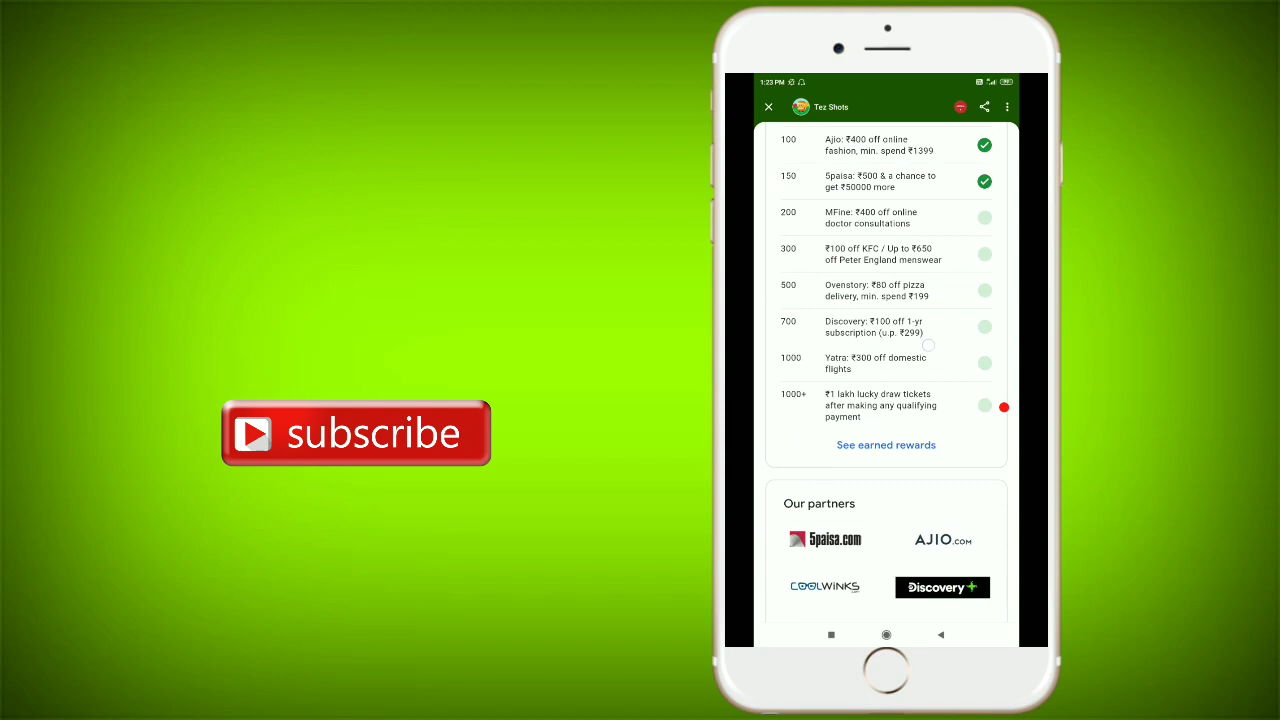 subscribe
1:23 PM
Tez Shots
100
Ajio: ₹400 off online
fashion, min. spend ₹1399
150
5paisa: ₹500 & a chance to
get ₹50000 more
200
MFine: ₹400 off online
doctor consultations
300
₹100 off KFC / Up to ₹650
off Peter England menswear
500
Ovenstory: ₹80 off pizza
delivery, min. spend ₹199
700
Discovery: ₹100 off 1-yr
subscription (u.p. ₹299)
1000
Yatra: ₹300 off domestic
flights
1000+
₹1 lakh lucky draw tickets
after making any qualifying
payment
See earned rewards
Our partners
5paisa.com
AJIO.COM
COOLWINKS
Discovery+